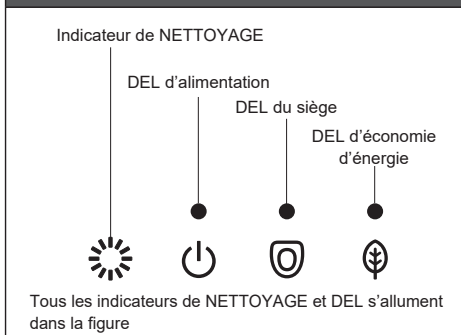 Indicateur de NETTOYAGE
DEL d’alimentation
DEL du siège
DEL d’économie
d’énergie
Tous les indicateurs de NETTOYAGE et DEL s’allument
dans la figure